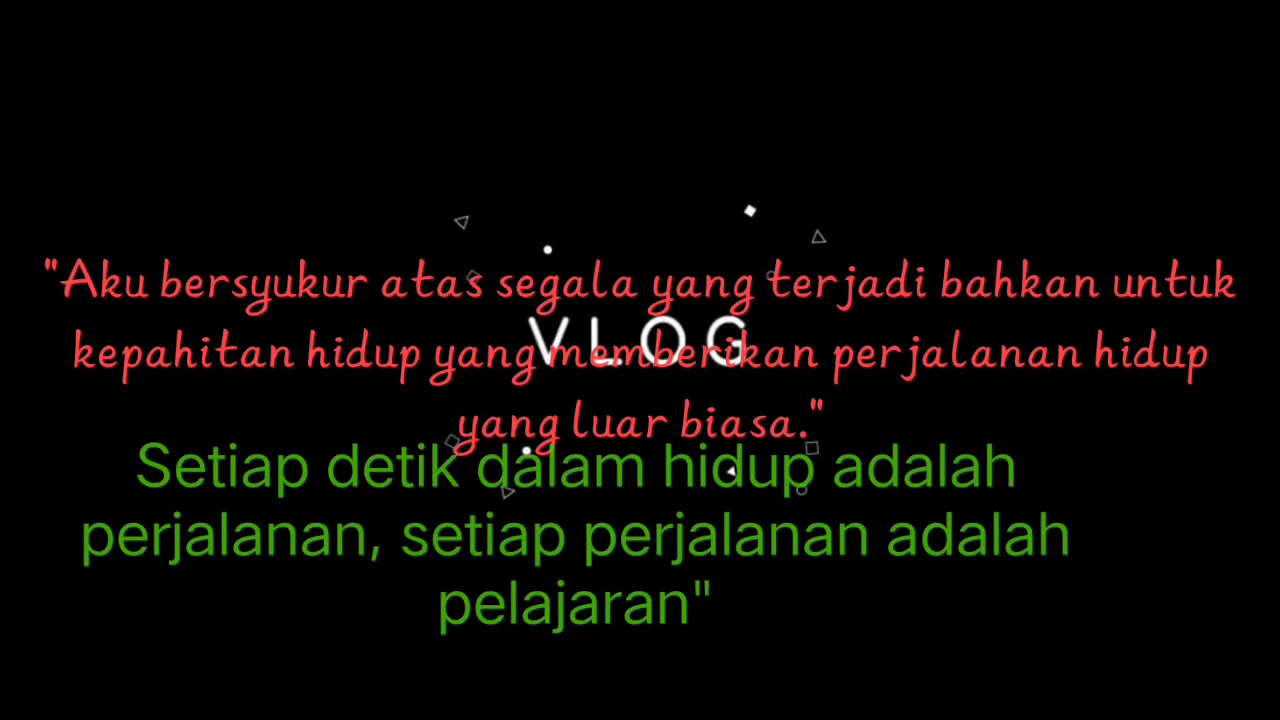 "Aku bersyukur atas segala yang terjadi bahkan untuk
VLOG
kepahitan hidup yang memberikan perjalanan hidup
yang luar biasa."
Setiap detik dalam hidup adalah
perjalanan, setiap perjalanan adalah
pelajaran"